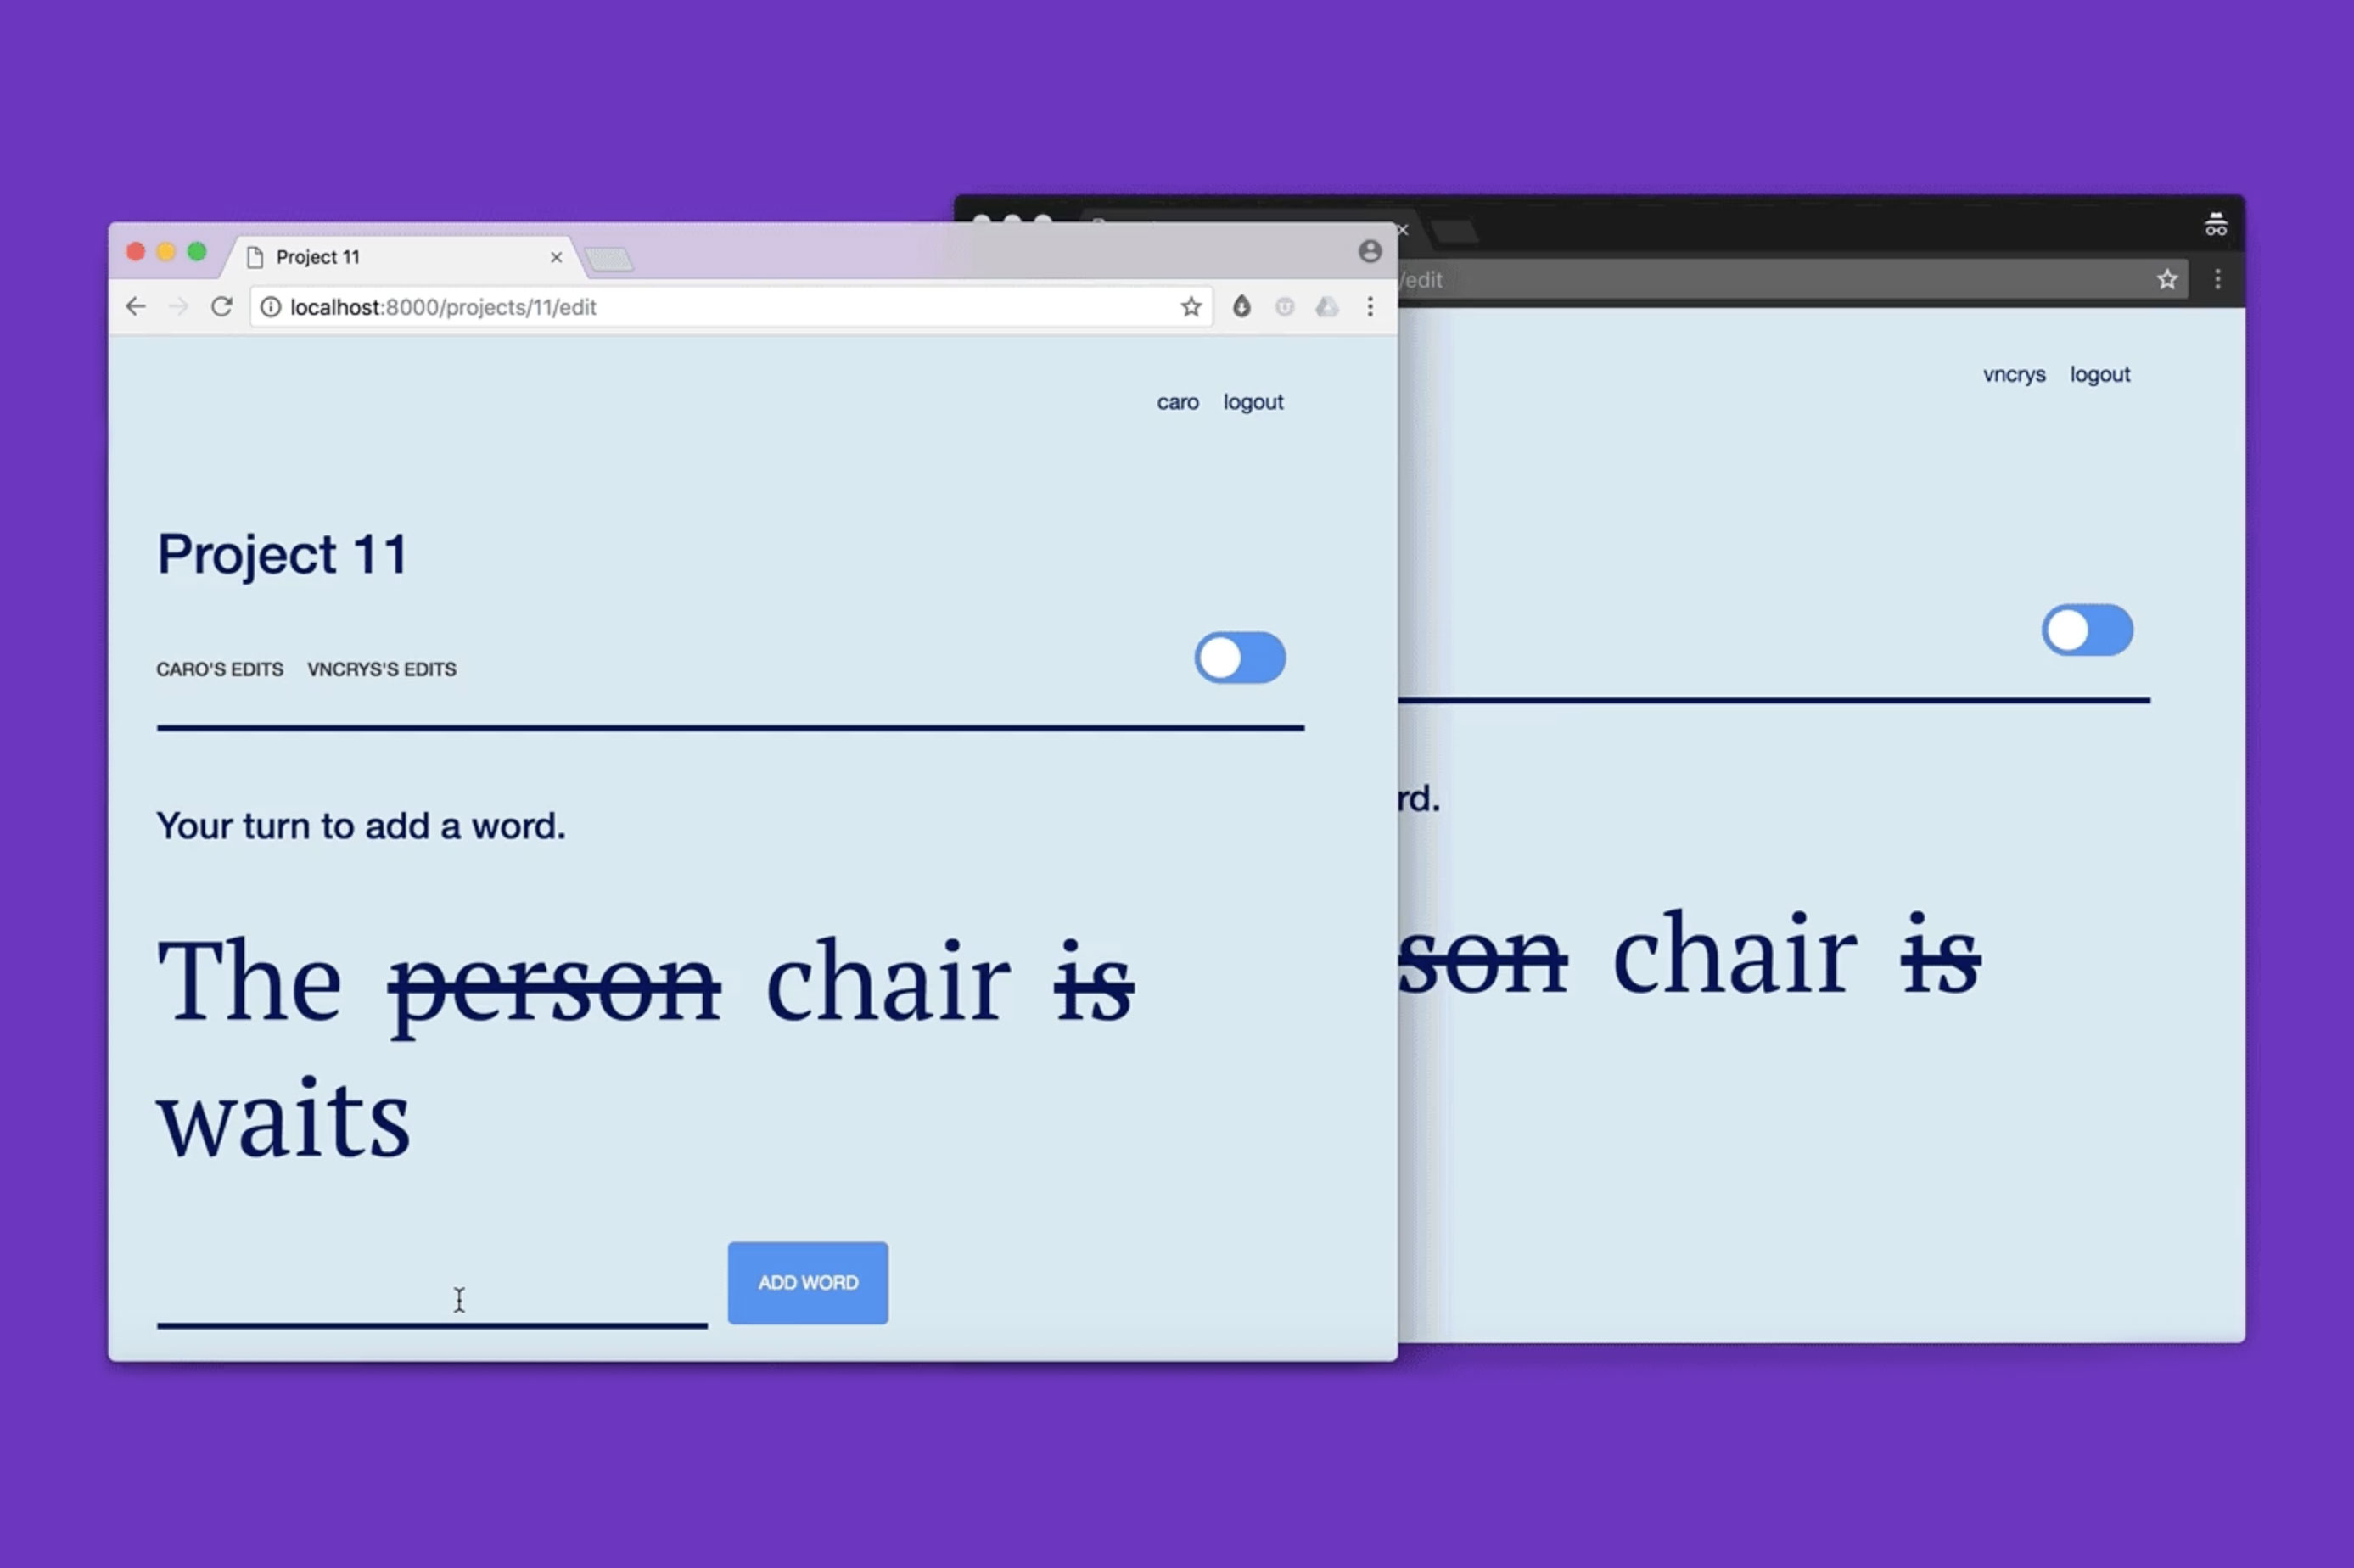 Project 11
localhost:8000/projects/11/edit
caro logout
Project 11
CARO'S EDITS VNCRYS'S EDITS
Your turn to add a word.
The person chair is
waits
ADD WORD
/edit
vncrys logout
rd.
son chair is